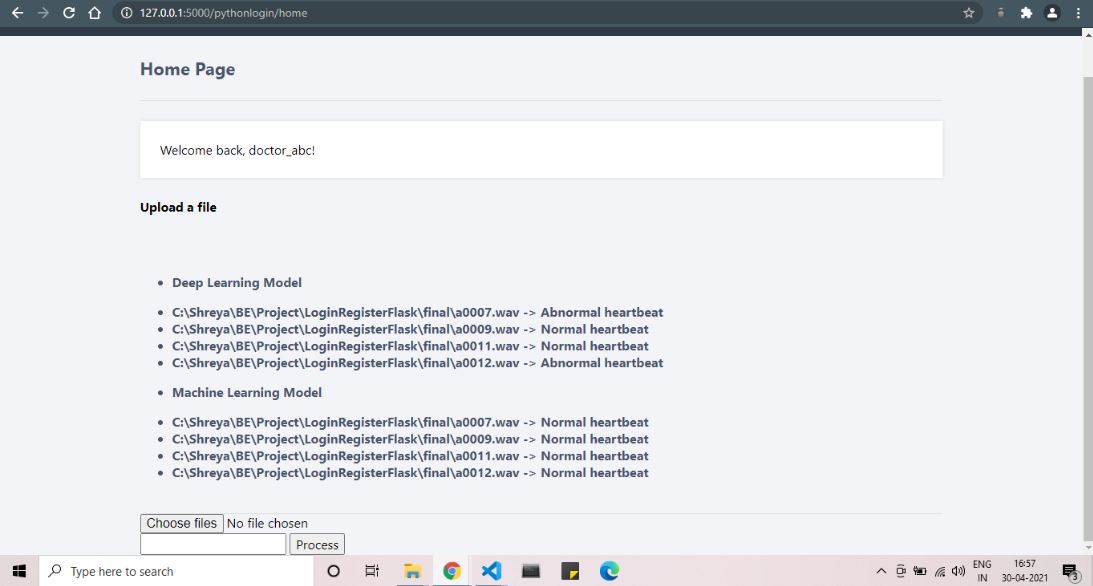 127.0.0.1:5000/pythonlogin/home
Home Page
Welcome back, doctor_abc!
Upload a file
• Deep Learning Model
• C:\Shreya\BE\Project\LoginRegisterFlask\final\a0007.wav -> Abnormal heartbeat
• C:\Shreya\BE\Project\LoginRegisterFlask\final\a0009.wav -> Normal heartbeat
• C:\Shreya\BE\Project\LoginRegisterFlask\final\a0011.wav -> Normal heartbeat
• C:\Shreya\BE\Project\LoginRegisterFlask\final\a0012.wav -> Abnormal heartbeat
• Machine Learning Model
• C:\Shreya\BE\Project\LoginRegisterFlask\final\a0007.wav -> Normal heartbeat
• C:\Shreya\BE\Project\LoginRegisterFlask\final\a0009.wav -> Normal heartbeat
• C:\Shreya\BE\Project\LoginRegisterFlask\final\a0011.wav -> Normal heartbeat
• C:\Shreya\BE\Project\LoginRegisterFlask\final\a0012.wav -> Normal heartbeat
Choose files No file chosen
Process
Type here to search
ENG
IN
16:57
30-04-2021
3